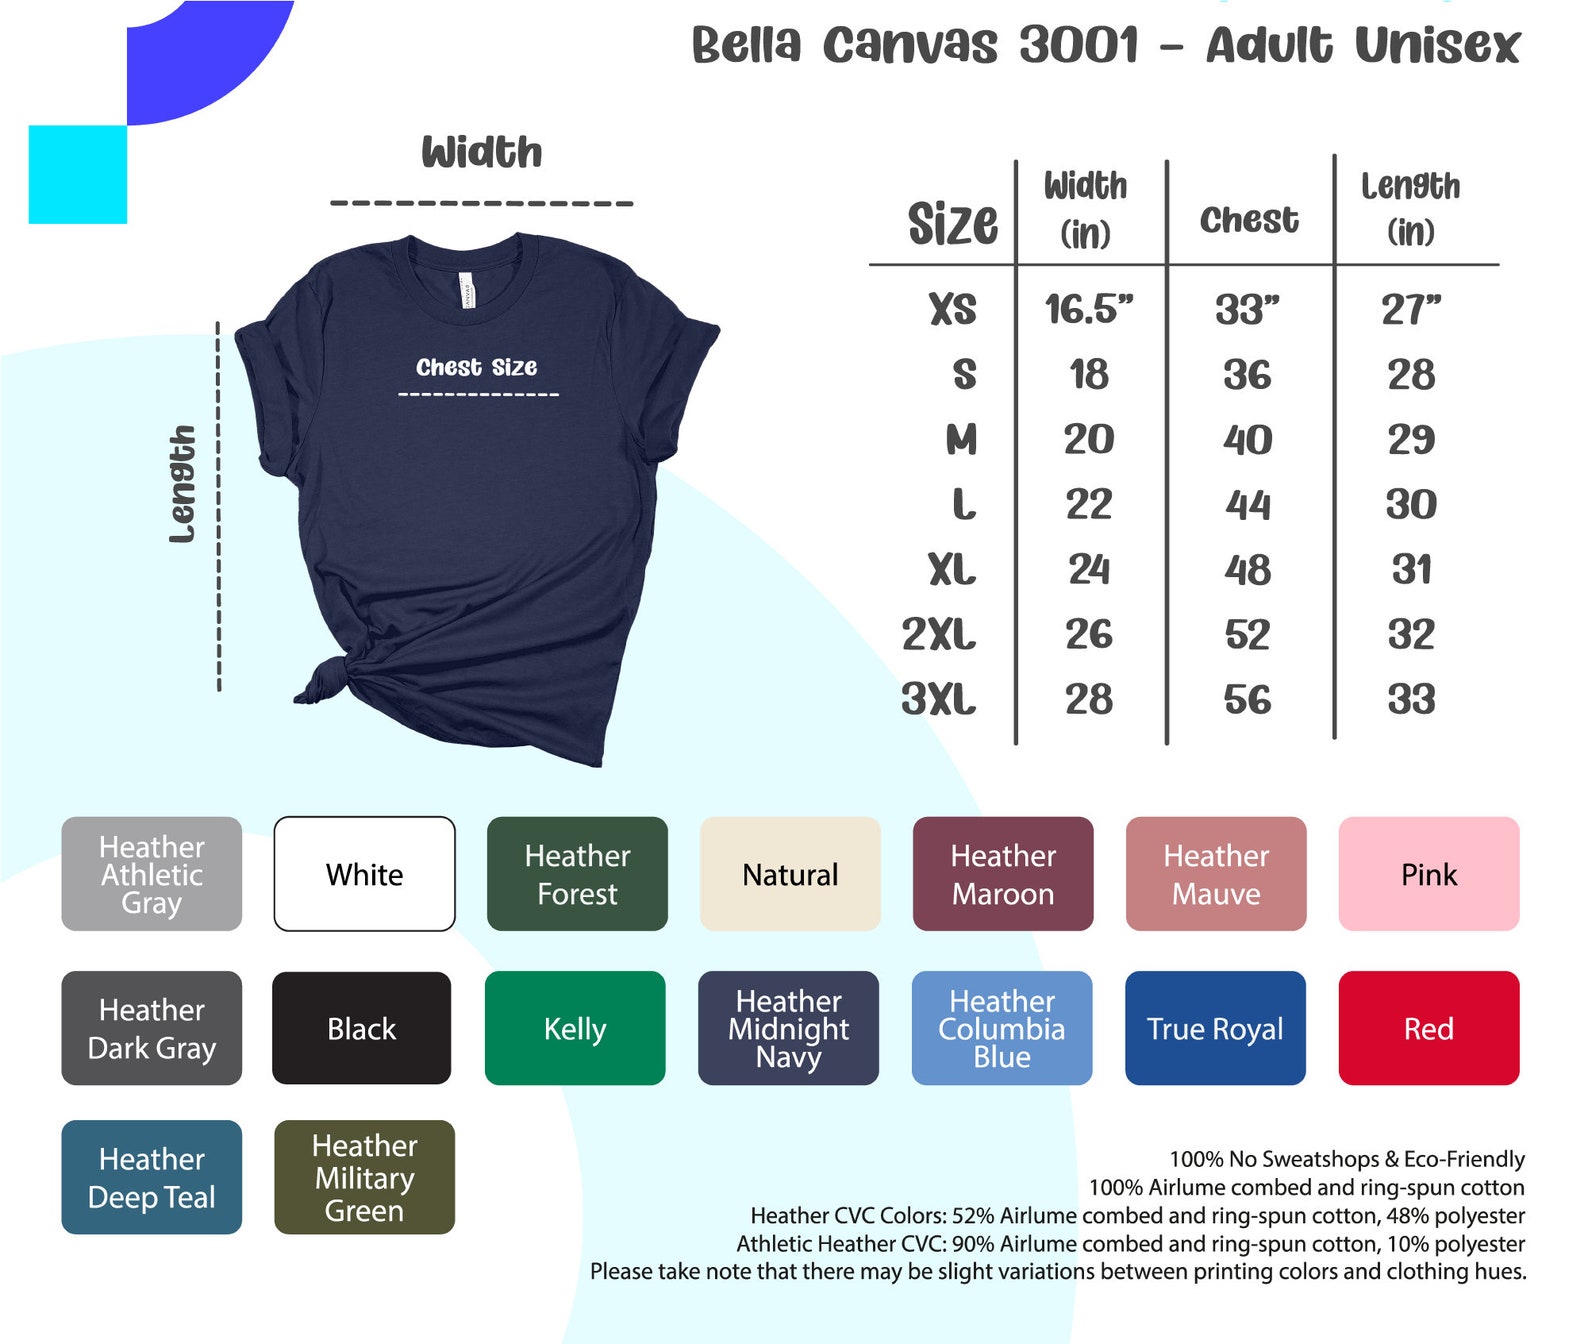 Bella Canvas 3001 - Adult Unisex
Width
Length
CANVAS
Chest Size
Size Width (in) Chest Length (in)
XS 16.5” 33” 27”
S 18 36 28
M 20 40 29
L 22 44 30
XL 24 48 31
2XL 26 52 32
3XL 28 56 33
Heather
Athletic
Gray
White
Heather
Forest
Natural
Heather
Maroon
Heather
Mauve
Pink
Heather
Dark Gray
Black
Kelly
Heather
Midnight
Navy
Heather
Columbia
Blue
True Royal
Red
Heather
Deep Teal
Heather
Military
Green
100% No Sweatshops & Eco-Friendly
100% Airlume combed and ring-spun cotton
Heather CVC Colors: 52% Airlume combed and ring-spun cotton, 48% polyester
Athletic Heather CVC: 90% Airlume combed and ring-spun cotton, 10% polyester
Please take note that there may be slight variations between printing colors and clothing hues.